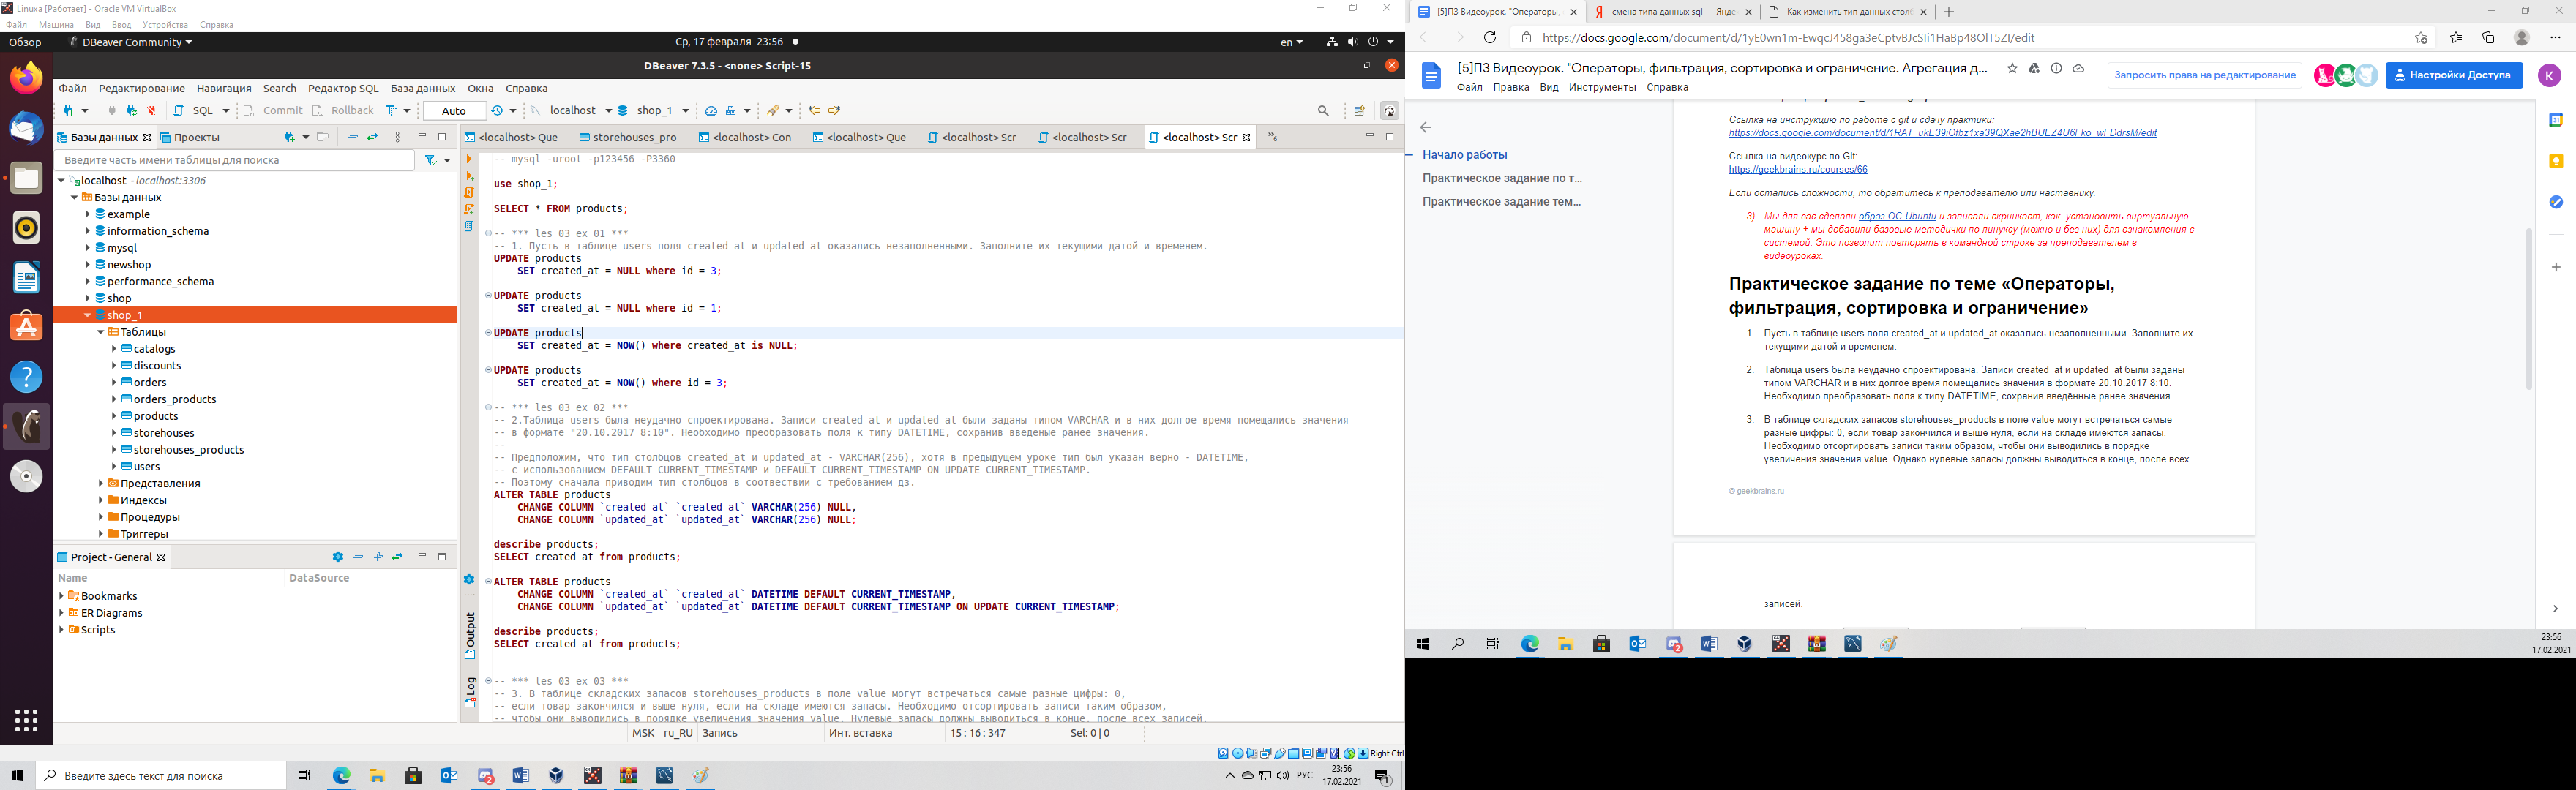 Linuxa [Работает] - Oracle VM VirtualBox
Файл Машина Вид Ввод Устройства Справка
Обзор DBeaver Community Ср, 17 февраля 23:56 en
DBeaver 7.3.5 - <none> Script-15
Файл Редактирование Навигация Search Редактор SQL База данных Окна Справка
SQL Commit Rollback Auto localhost shop_1
Базы данных Проекты
Введите часть имени таблицы для поиска
localhost - localhost:3306
Базы данных
example
information_schema
mysql
newshop
performance_schema
shop
shop_1
Таблицы
catalogs
discounts
orders
orders_products
products
storehouses
storehouses_products
users
Представления
Индексы
Процедуры
Триггеры
Project - General
Name DataSource
Bookmarks
ER Diagrams
Scripts
<localhost> Que storehouses_pro <localhost> Con <localhost> Que <localhost> Scr <localhost> Scr <localhost> Scr »6
-- mysql -uroot -p123456 -P3360
use shop_1;
SELECT * FROM products;
-- *** les 03 ex 01 ***
-- 1. Пусть в таблице users поля created_at и updated_at оказались незаполненными. Заполните их текущими датой и временем.
UPDATE products
SET created_at = NULL where id = 3;
UPDATE products
SET created_at = NULL where id = 1;
UPDATE products
SET created_at = NOW() where created_at is NULL;
UPDATE products
SET created_at = NOW() where id = 3;
-- *** les 03 ex 02 ***
-- 2.Таблица users была неудачно спроектирована. Записи created_at и updated_at были заданы типом VARCHAR и в них долгое время помещались значения
-- в формате "20.10.2017 8:10". Необходимо преобразовать поля к типу DATETIME, сохранив введеные ранее значения.
--
-- Предположим, что тип столбцов created_at и updated_at - VARCHAR(256), хотя в предыдущем уроке тип был указан верно - DATETIME,
-- с использованием DEFAULT CURRENT_TIMESTAMP и DEFAULT CURRENT_TIMESTAMP ON UPDATE CURRENT_TIMESTAMP.
-- Поэтому сначала приводим тип столбцов в соотвествии с требованием дз.
ALTER TABLE products
CHANGE COLUMN `created_at` `created_at` VARCHAR(256) NULL,
CHANGE COLUMN `updated_at` `updated_at` VARCHAR(256) NULL;
describe products;
SELECT created_at from products;
ALTER TABLE products
CHANGE COLUMN `created_at` `created_at` DATETIME DEFAULT CURRENT_TIMESTAMP,
CHANGE COLUMN `updated_at` `updated_at` DATETIME DEFAULT CURRENT_TIMESTAMP ON UPDATE CURRENT_TIMESTAMP;
describe products;
SELECT created_at from products;
-- *** les 03 ex 03 ***
-- 3. В таблице складских запасов storehouses_products в поле value могут встречаться самые разные цифры: 0,
-- если товар закончился и выше нуля, если на складе имеются запасы. Необходимо отсортировать записи таким образом,
-- чтобы они выводились в порядке увеличения значения value. Нулевые запасы должны выводиться в конце, после всех записей.
Output
Log
MSK ru_RU Запись Инт. вставка 15 : 16 : 347 Sel: 0 | 0
Right Ctrl
Введите здесь текст для поиска
РУС 23:56
17.02.2021
[5]ПЗ Видеоурок. "Операторы, смена типа данных sql — Янде Как изменить тип данных столб
https://docs.google.com/document/d/1yE0wn1m-EwqcJ458ga3eCptvBJcSIi1HaBp48OIT5ZI/edit
[5]ПЗ Видеоурок. "Операторы, фильтрация, сортировка и ограничение. Агрегация д...
Файл Правка Вид Инструменты Справка
Запросить права на редактирование Настройки Доступа К
Начало работы
Практическое задание по т...
Практическое задание тем...
Ссылка на инструкцию по работе с git и сдачу практики:
https://docs.google.com/document/d/1RAT_ukE39iOfbz1xa39QXae2hBUEZ4U6Fko_wFDdrsM/edit
Ссылка на видеокурс по Git:
https://geekbrains.ru/courses/66
Если остались сложности, то обратитесь к преподавателю или наставнику.
3) Мы для вас сделали образ ОС Ubuntu и записали скринкаст, как установить виртуальную
машину + мы добавили базовые методички по линуксу (можно и без них) для ознакомления с
системой. Это позволит повторять в командной строке за преподавателем в
видеоуроках.
Практическое задание по теме «Операторы,
фильтрация, сортировка и ограничение»
1. Пусть в таблице users поля created_at и updated_at оказались незаполненными. Заполните их
текущими датой и временем.
2. Таблица users была неудачно спроектирована. Записи created_at и updated_at были заданы
типом VARCHAR и в них долгое время помещались значения в формате 20.10.2017 8:10.
Необходимо преобразовать поля к типу DATETIME, сохранив введённые ранее значения.
3. В таблице складских запасов storehouses_products в поле value могут встречаться самые
разные цифры: 0, если товар закончился и выше нуля, если на складе имеются запасы.
Необходимо отсортировать записи таким образом, чтобы они выводились в порядке
увеличения значения value. Однако нулевые запасы должны выводиться в конце, после всех
© geekbrains.ru
записей.
23:56
17.02.2021